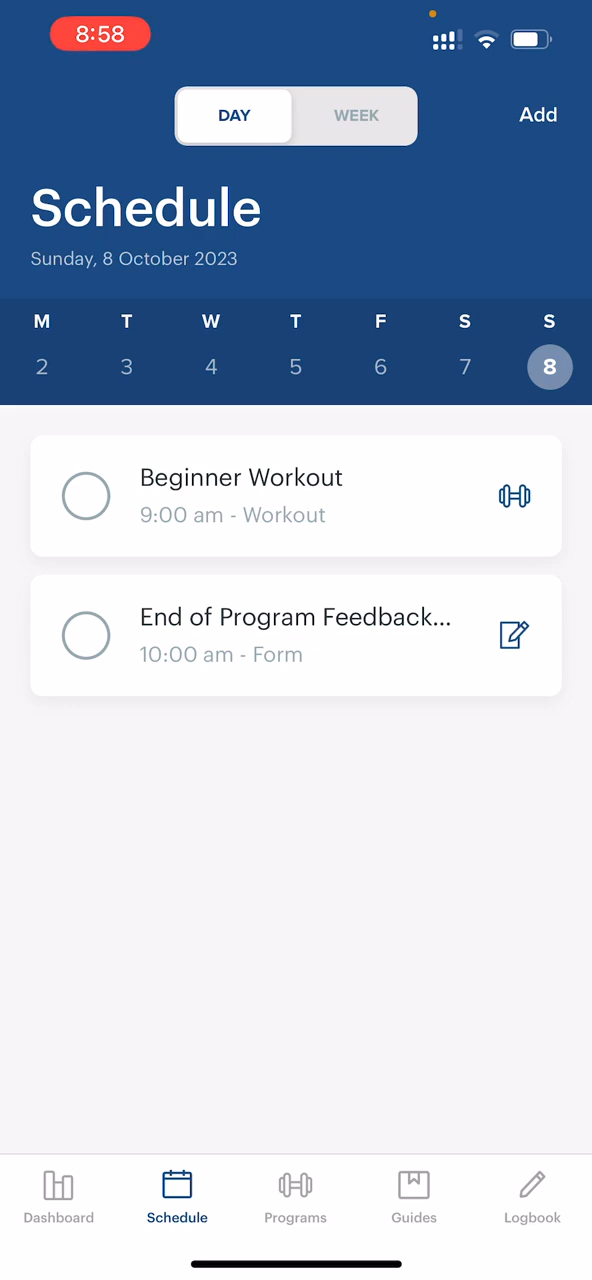 8:58
DAY WEEK Add
Schedule
Sunday, 8 October 2023
M T W T F S S
2 3 4 5 6 7 8
Beginner Workout
9:00 am - Workout
End of Program Feedback...
10:00 am - Form
Dashboard Schedule Programs Guides Logbook